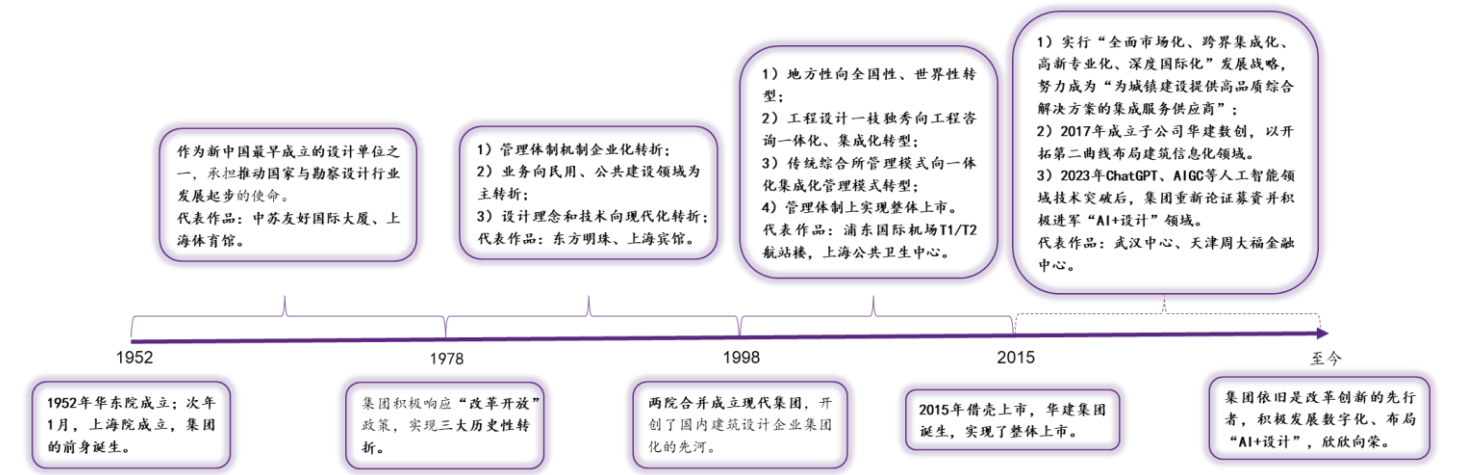 作为新中国最早成立的设计单位之
一，承担推动国家与勘察设计行业
发展起步的使命。
代表作品：中苏友好国际大厦、上
海体育馆。
1）管理体制机制企业化转折；
2）业务向民用、公共建设领域为
主转折；
3）设计理念和技术向现代化转折；
代表作品：东方明珠、上海宾馆。
1）地方性向全国性、世界性转
型；
2）工程设计一枝独秀向工程咨
询一体化、集成化转型；
3）传统综合所管理模式向一体
化集成化管理模式转型；
4）管理体制上实现整体上市。
代表作品：浦东国际机场T1/T2
航站楼，上海公共卫生中心。
1）实行“全面市场化、跨界集成化、
高新专业化、深度国际化”发展战略，
努力成为“为城镇建设提供高品质综合
解决方案的集成服务供应商”；
2）2017年成立子公司华建数创，以开
拓第二曲线布局建筑信息化领域。
3）2023年ChatGPT、AIGC等人工智能领
域技术突破后，集团重新论证募资并积
极进军“AI+设计”领域。
代表作品：武汉中心、天津周大福金融
中心。
1952
1978
1998
2015
至今
1952年华东院成立；次年
1月，上海院成立，集团
的前身诞生。
集团积极响应“改革开放”
政策，实现三大历史性转
折。
两院合并成立现代集团，开
创了国内建筑设计企业集团
化的先河。
2015年借壳上市，华建集团
诞生，实现了整体上市。
集团依旧是改革创新的先行
者，积极发展数字化、布局
“AI+设计”，欣欣向荣。